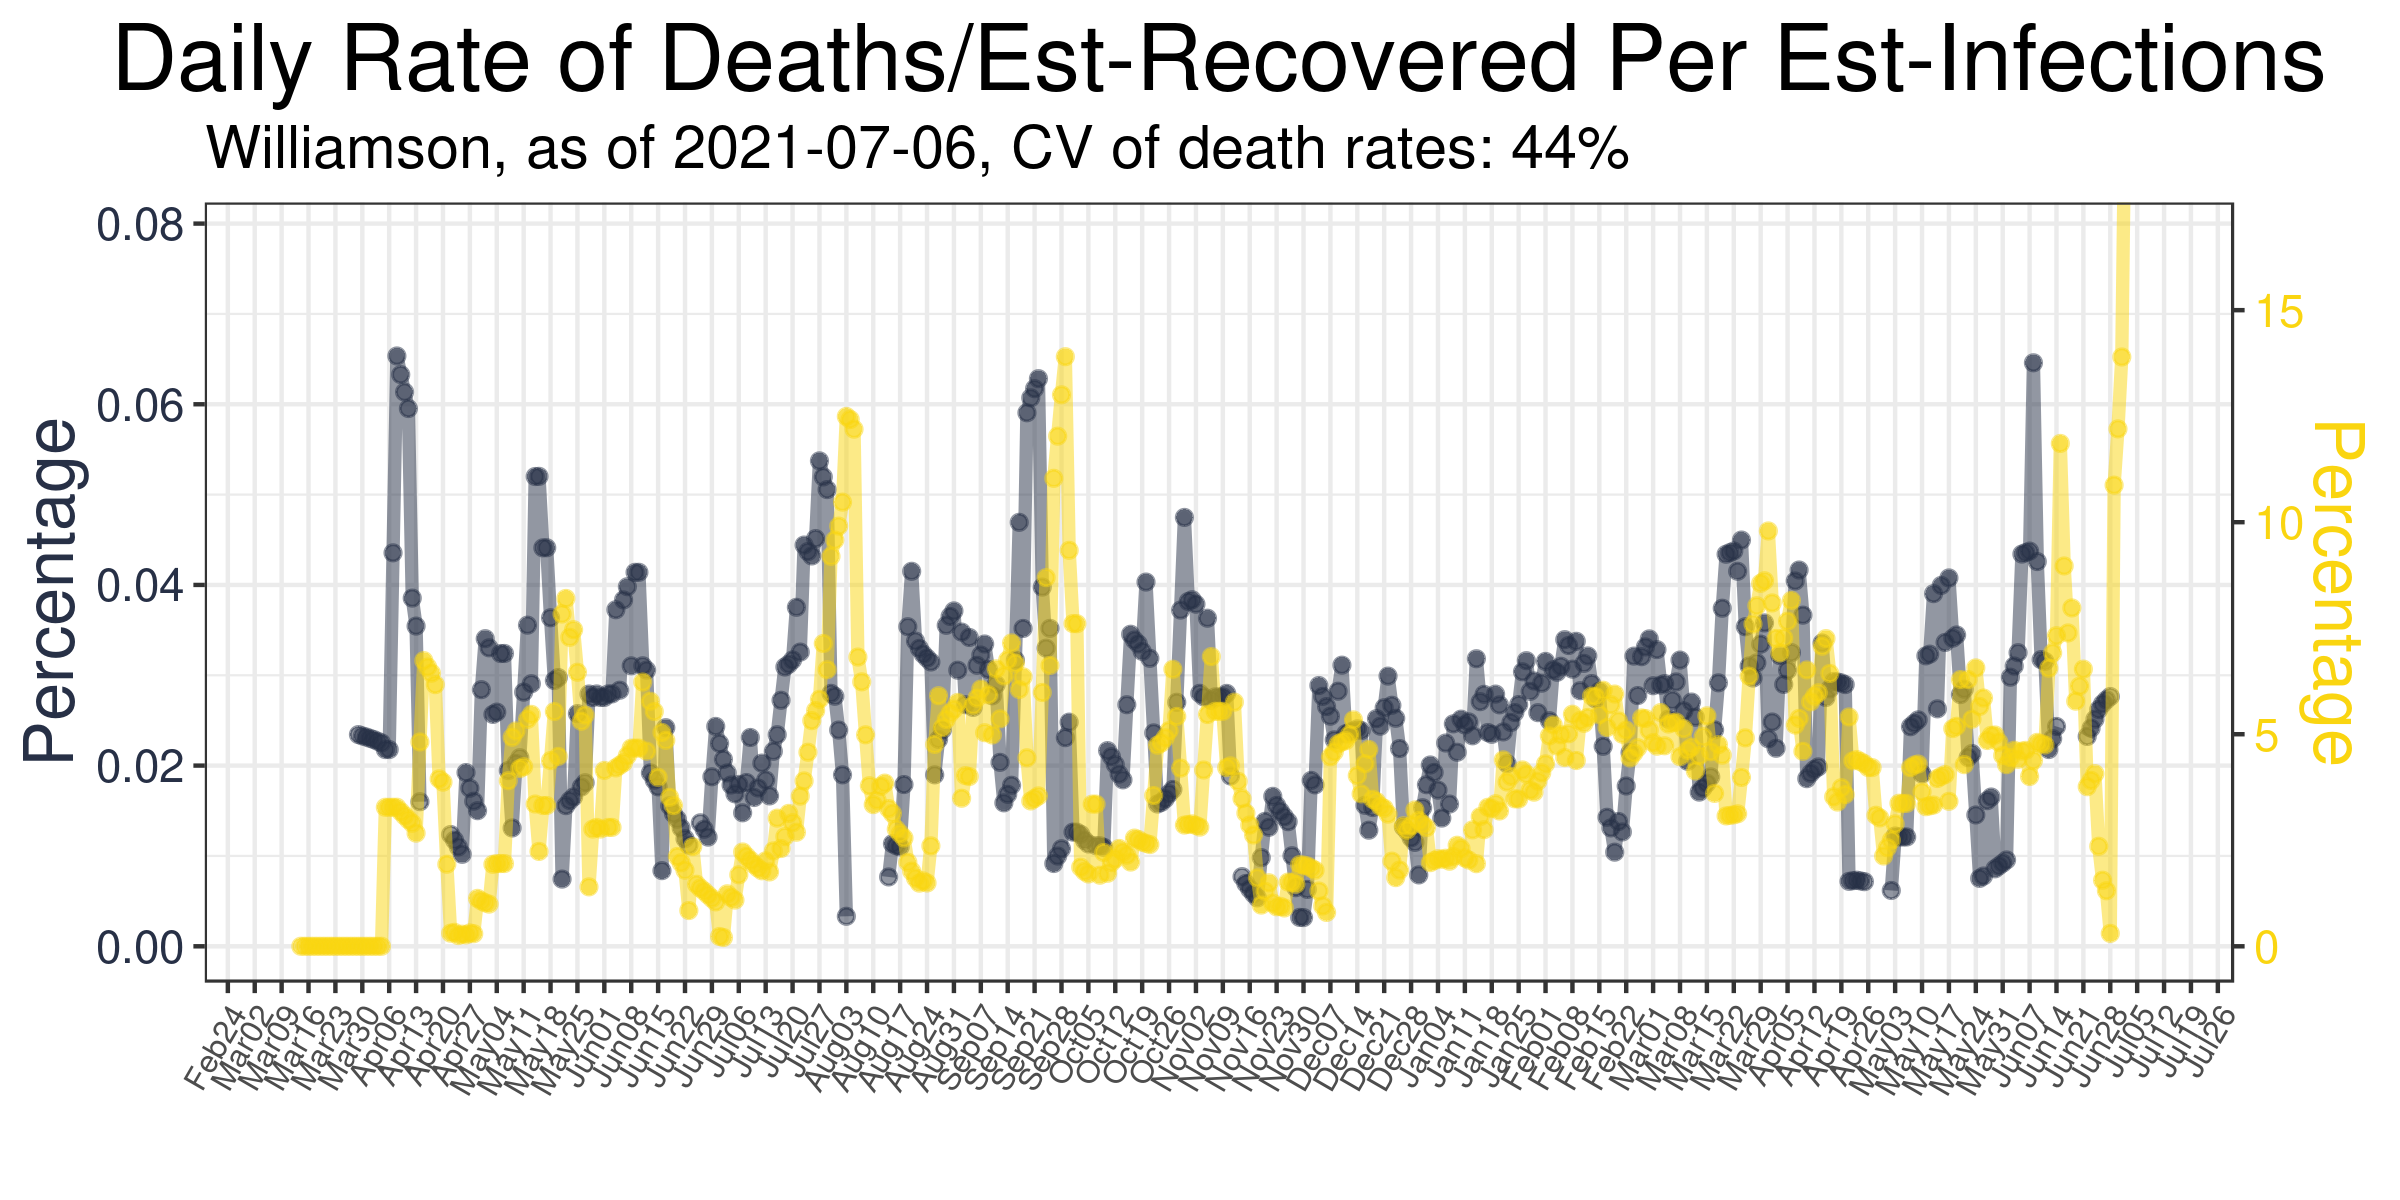 Daily Rate of Deaths/Est-Recovered Per Est-Infections
Williamson, as of 2021-07-06, CV of death rates: 44%
Percentage
0.08
0.06
0.04
0.02
0.00
15
10
5
0
Percentage
Feb24 Mar02 Mar09 Mar16 Mar23 Mar30 Apr06 Apr13 Apr20 Apr27 May04 May11 May18 May25 Jun01 Jun08 Jun15 Jun22 Jun29 Jul06 Jul13 Jul20 Jul27 Aug03 Aug10 Aug17 Aug24 Aug31 Sep07 Sep14 Sep21 Sep28 Oct05 Oct12 Oct19 Oct26 Nov02 Nov09 Nov16 Nov23 Nov30 Dec07 Dec14 Dec21 Dec28 Jan04 Jan11 Jan18 Jan25 Feb01 Feb08 Feb15 Feb22 Mar01 Mar08 Mar15 Mar22 Mar29 Apr05 Apr12 Apr19 Apr26 May03 May10 May17 May24 May31 Jun07 Jun14 Jun21 Jun28 Jul05 Jul12 Jul19 Jul26